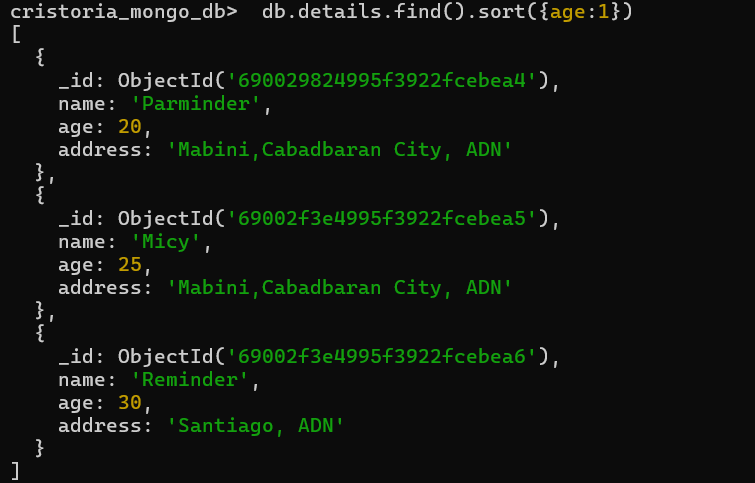 cristoria_mongo_db>  db.details.find().sort({age:1})
[
  {
    _id: ObjectId('690029824995f3922fcebea4'),
    name: 'Parminder',
    age: 20,
    address: 'Mabini,Cabadbaran City, ADN'
  },
  {
    _id: ObjectId('69002f3e4995f3922fcebea5'),
    name: 'Micy',
    age: 25,
    address: 'Mabini,Cabadbaran City, ADN'
  },
  {
    _id: ObjectId('69002f3e4995f3922fcebea6'),
    name: 'Reminder',
    age: 30,
    address: 'Santiago, ADN'
  }
]